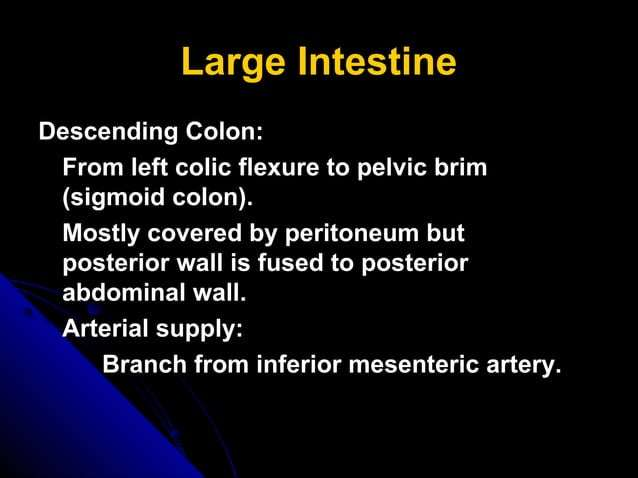 Large Intestine
Descending Colon:
From left colic flexure to pelvic brim
(sigmoid colon).
Mostly covered by peritoneum but
posterior wall is fused to posterior
abdominal wall.
Arterial supply:
Branch from inferior mesenteric artery.